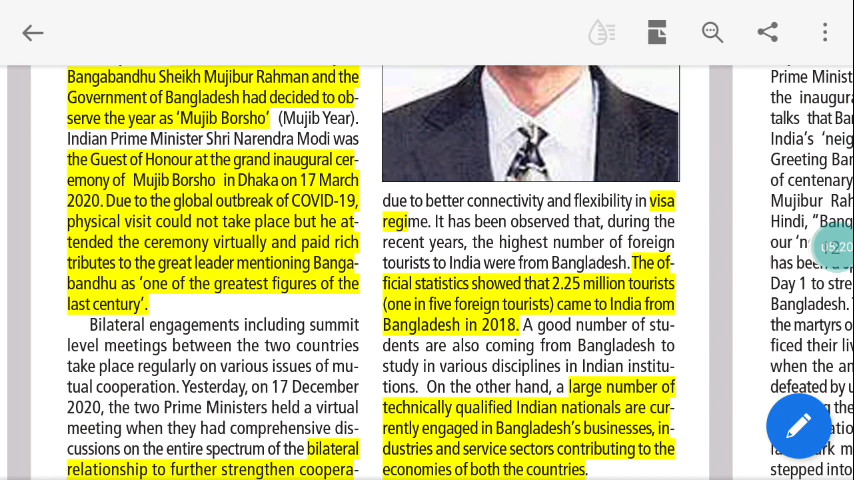 Bangabandhu Sheikh Mujibur Rahman and the
Government of Bangladesh had decided to ob-
serve the year as ‘Mujib Borsho’ (Mujib Year).
Indian Prime Minister Shri Narendra Modi was
the Guest of Honour at the grand inaugural cer-
emony of Mujib Borsho in Dhaka on 17 March
2020. Due to the global outbreak of COVID-19,
physical visit could not take place but he at-
tended the ceremony virtually and paid rich
tributes to the great leader mentioning Banga-
bandhu as ‘one of the greatest figures of the
last century’.
Bilateral engagements including summit
level meetings between the two countries
take place regularly on various issues of mu-
tual cooperation. Yesterday, on 17 December
2020, the two Prime Ministers held a virtual
meeting when they had comprehensive dis-
cussions on the entire spectrum of the bilateral
relationship to further strengthen coopera-
due to better connectivity and flexibility in visa
regime. It has been observed that, during the
recent years, the highest number of foreign
tourists to India were from Bangladesh. The of-
ficial statistics showed that 2.25 million tourists
(one in five foreign tourists) came to India from
Bangladesh in 2018. A good number of stu-
dents are also coming from Bangladesh to
study in various disciplines in Indian institu-
tions. On the other hand, a large number of
technically qualified Indian nationals are cur-
rently engaged in Bangladesh’s businesses, in-
dustries and service sectors contributing to the
economies of both the countries.
Prime Minist
the inaugura
talks that Ban
India’s ‘neig
Greeting Ban
of centenary
Mujibur Rah
Hindi, “Bang
our ‘n
has been
Day 1 to stre
Bangladesh.
the martyrs o
ficed their liv
when the an
defeated by u
the
atio
rk m
stepped into
05:20